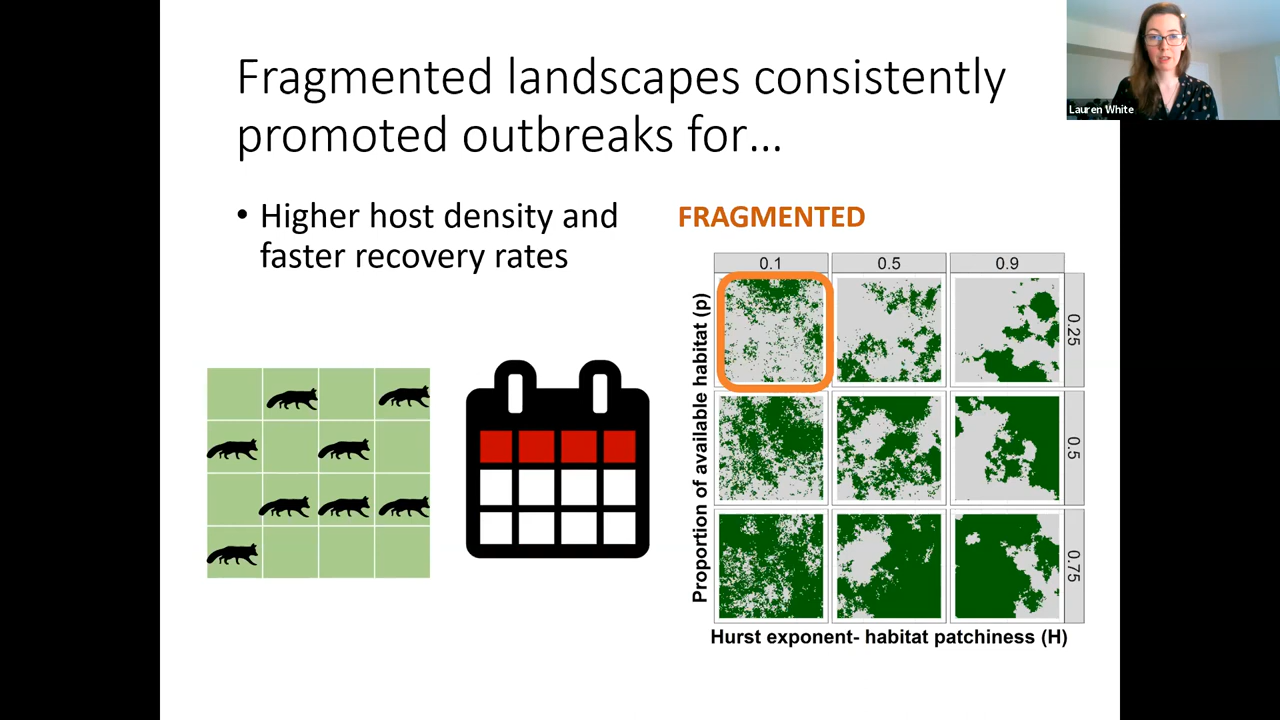 Fragmented landscapes consistently
promoted outbreaks for...
Lauren White
• Higher host density and
faster recovery rates
FRAGMENTED
0.1 0.5 0.9
Proportion of available habitat (p)
0.25
0.5
0.75
Hurst exponent- habitat patchiness (H)